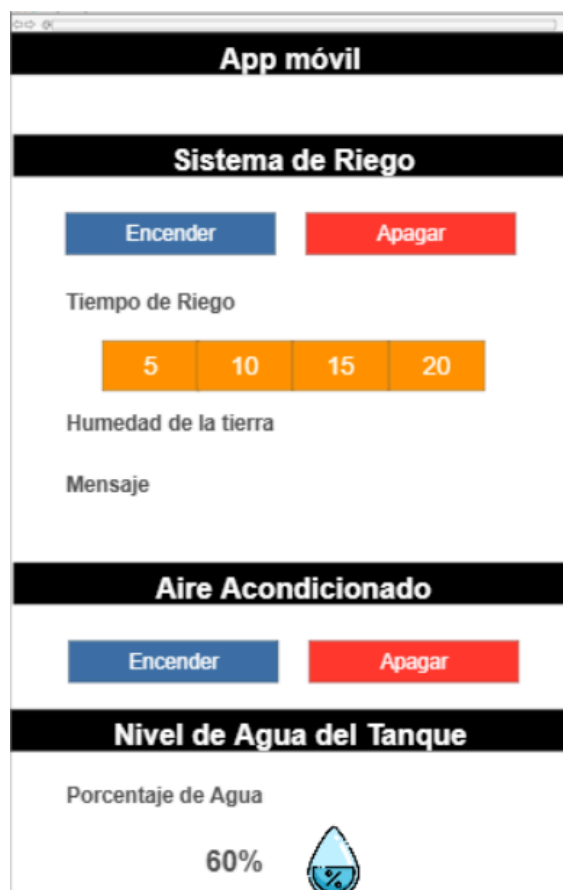 App móvil
Sistema de Riego
Encender Apagar
Tiempo de Riego
5 10 15 20
Humedad de la tierra
Mensaje
Aire Acondicionado
Encender Apagar
Nivel de Agua del Tanque
Porcentaje de Agua
60% %